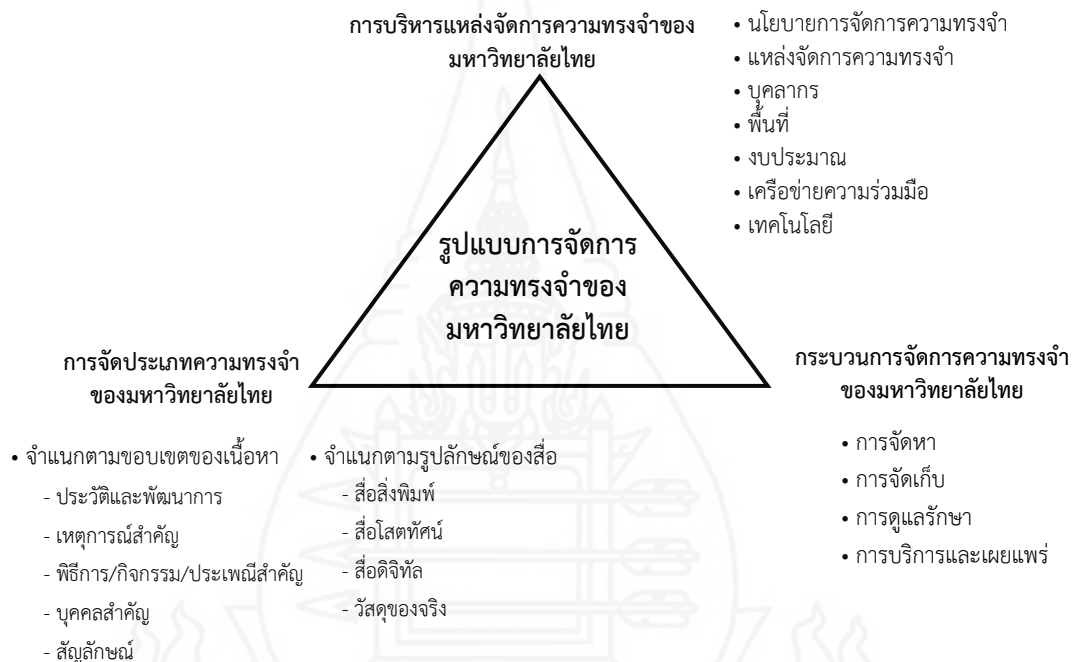 การบริหารแหล่งจัดการความทรงจำของ
มหาวิทยาลัยไทย
• นโยบายการจัดการความทรงจำ
• แหล่งจัดการความทรงจำ
• บุคลากร
• พื้นที่
• งบประมาณ
• เครือข่ายความร่วมมือ
• เทคโนโลยี
รูปแบบการจัดการ
ความทรงจำของ
มหาวิทยาลัยไทย
การจัดประเภทความทรงจำ
ของมหาวิทยาลัยไทย
• จำแนกตามขอบเขตของเนื้อหา
- ประวัติและพัฒนาการ
- เหตุการณ์สำคัญ
- พิธีการ/กิจกรรม/ประเพณีสำคัญ
- บุคคลสำคัญ
- สัญลักษณ์
• จำแนกตามรูปลักษณ์ของสื่อ
- สื่อสิ่งพิมพ์
- สื่อโสตทัศน์
- สื่อดิจิทัล
- วัสดุของจริง
กระบวนการจัดการความทรงจำ
ของมหาวิทยาลัยไทย
• การจัดหา
• การจัดเก็บ
• การดูแลรักษา
• การบริการและเผยแพร่